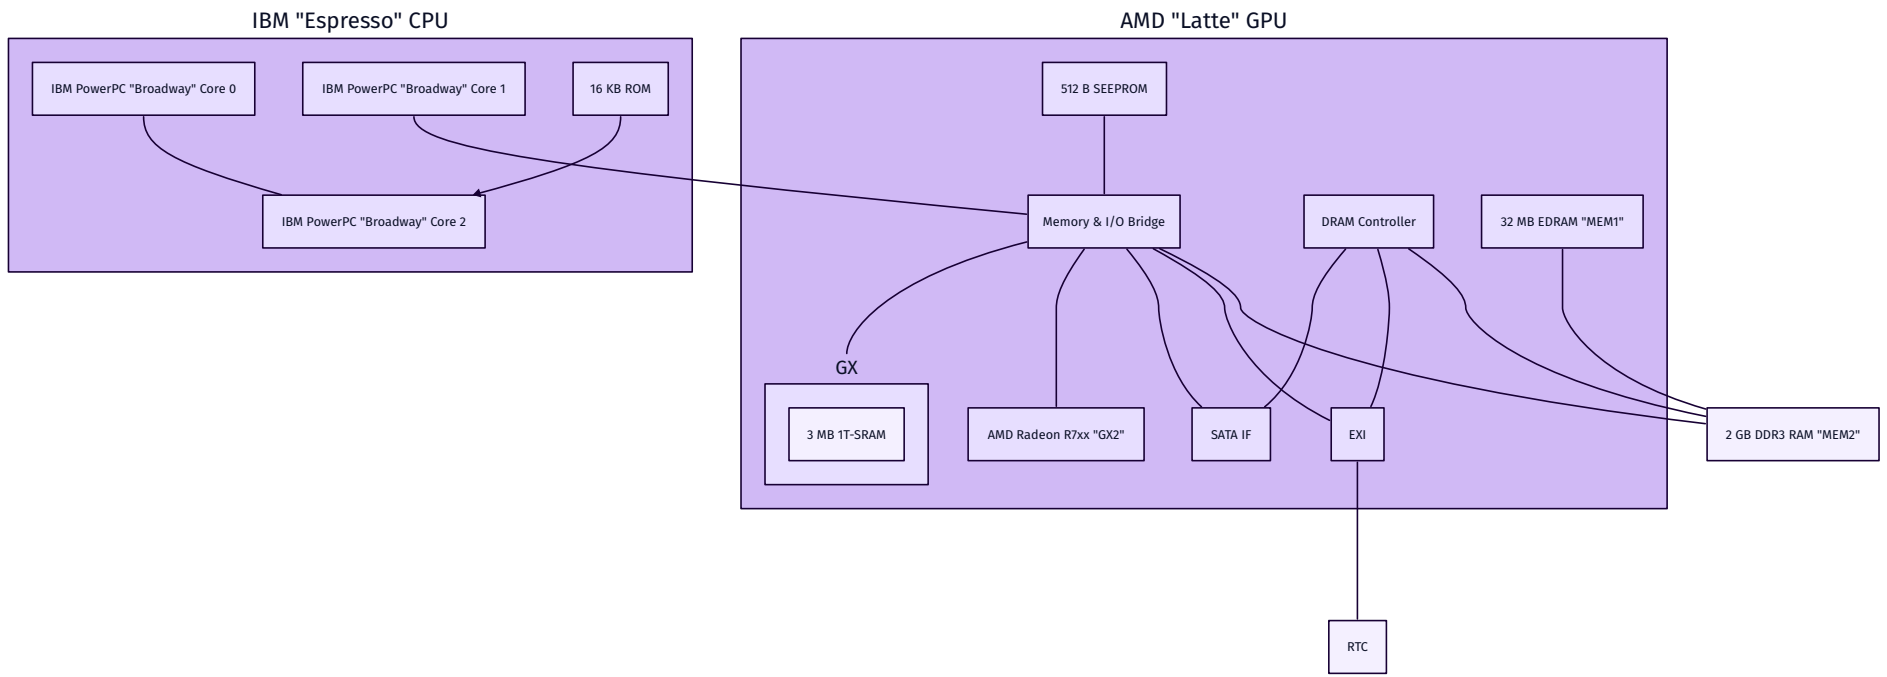 IBM "Espresso" CPU
IBM PowerPC "Broadway" Core 0
IBM PowerPC "Broadway" Core 1
16 KB ROM
IBM PowerPC "Broadway" Core 2
AMD "Latte" GPU
512 B SEEPROM
Memory & I/O Bridge
DRAM Controller
32 MB EDRAM "MEM1"
GX
3 MB 1T-SRAM
AMD Radeon R7xx "GX2"
SATA IF
EXI
2 GB DDR3 RAM "MEM2"
RTC